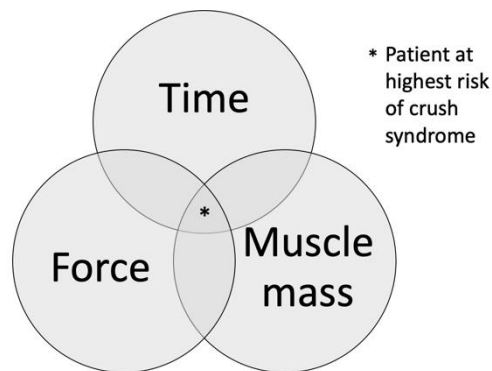 Time
* Patient at
highest risk
of crush
syndrome
*
Force
Muscle
mass